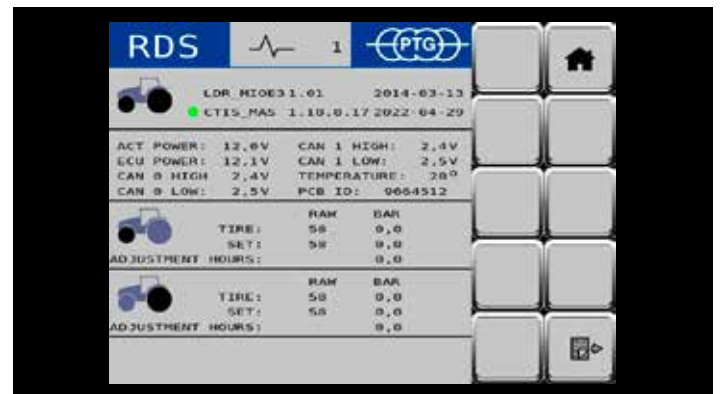 RDS 1 PTG
LDR_MIOE3 1.01 2014-03-13
CTIS_MAS 1.10.0.17 2022-04-29
ACT POWER: 12,0V CAN 1 HIGH: 2,4V
ECU POWER: 12,1V CAN 1 LOW: 2,5V
CAN 0 HIGH 2,4V TEMPERATURE: 28°
CAN 0 LOW: 2,5V PCB ID: 9664512
RAW BAR
TIRE: 58 0,0
SET: 58 0,0
ADJUSTMENT HOURS: 0,0
RAW BAR
TIRE: 58 0,0
SET: 58 0,0
ADJUSTMENT HOURS: 0,0